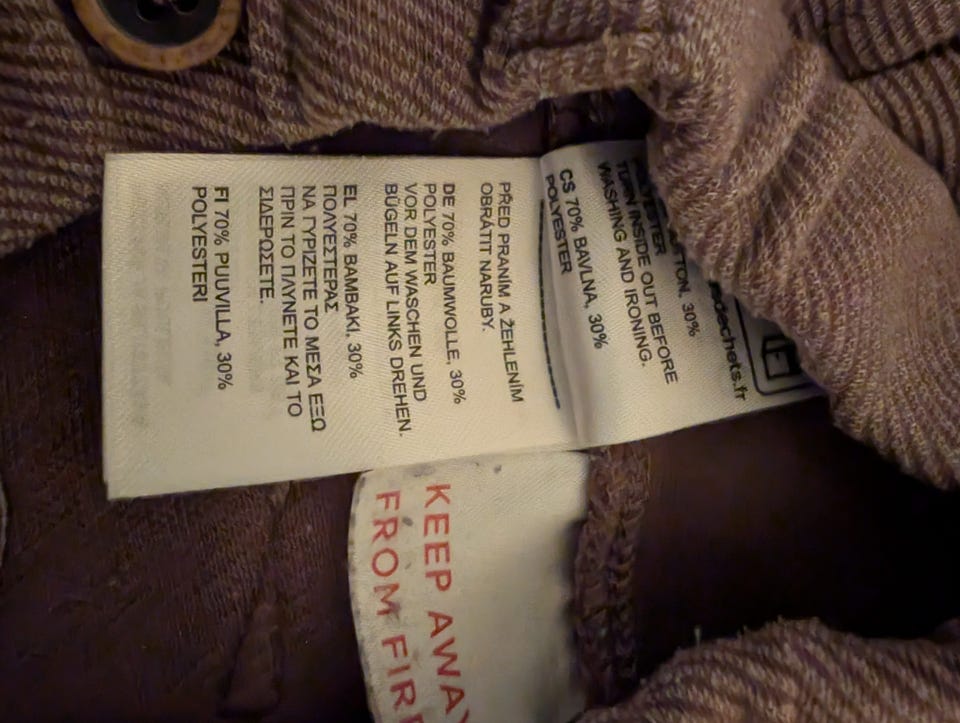 dechets.fr
TTON, 30%
YESTER
TURN INSIDE OUT BEFORE
WASHING AND IRONING.
CS 70% BAVLNA, 30%
POLYESTER
PŘED PRANÍM A ŽEHLENÍM
OBRÁTIT NARUBY.
DE 70% BAUMWOLLE, 30%
POLYESTER
VOR DEM WASCHEN UND
BÜGELN AUF LINKS DREHEN.
EL 70% ΒΑΜΒΑΚΙ, 30%
ΠΟΛΥΕΣΤΕΡΑΣ
ΝΑ ΓΥΡΙΖΕΤΕ ΤΟ ΜΕΣΑ ΕΞΩ
ΠΡΙΝ ΤΟ ΠΛΥΝΕΤΕ ΚΑΙ ΤΟ
ΣΙΔΕΡΩΣΕΤΕ.
FI 70% PUUVILLA, 30%
POLYESTERI
KEEP AWAY
FROM FIR